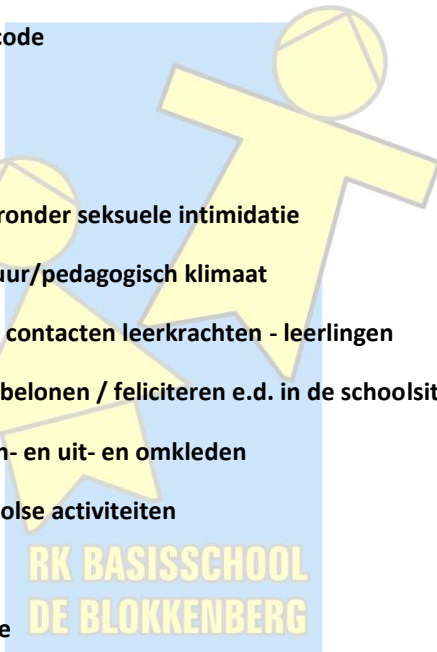 code
ronder seksuele intimidatie
uur/pedagogisch klimaat
contacten leerkrachten - leerlingen
belonen / feliciteren e.d. in de schoolsit
n- en uit- en omkleden
olse activiteiten
RK BASISSCHOOL
DE BLOKKENBERG
e